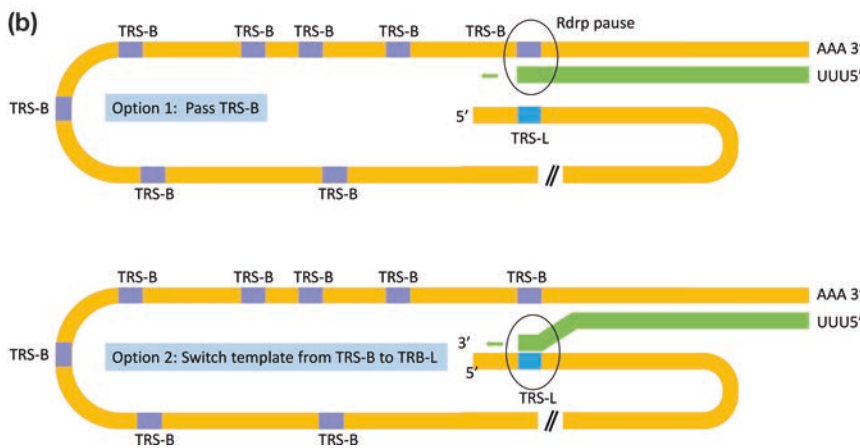 (b)
Rdrp pause
TRS-B TRS-B TRS-B TRS-B TRS-B
AAA 3'
UUU5'
TRS-B
Option 1: Pass TRS-B
5'
TRS-L
TRS-B TRS-B
TRS-B TRS-B TRS-B TRS-B TRS-B
AAA 3'
UUU5'
3'
TRS-B
Option 2: Switch template from TRS-B to TRB-L
5'
TRS-L
TRS-B TRS-B